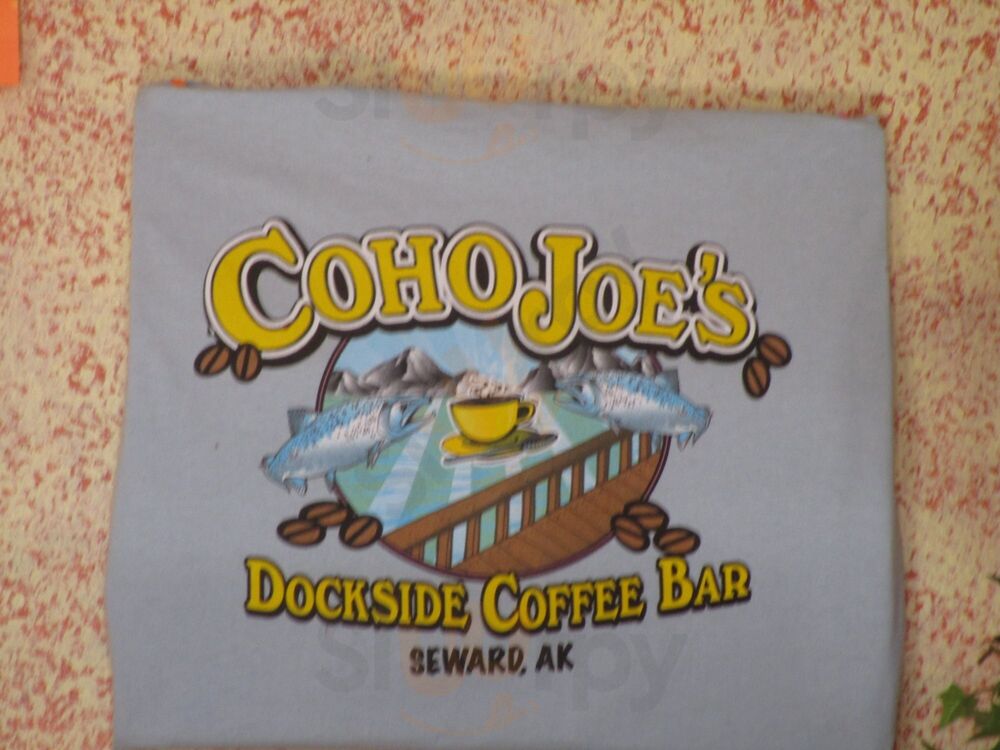 COHO JOE'S
DOCKSIDE COFFEE BAR
SEWARD, AK